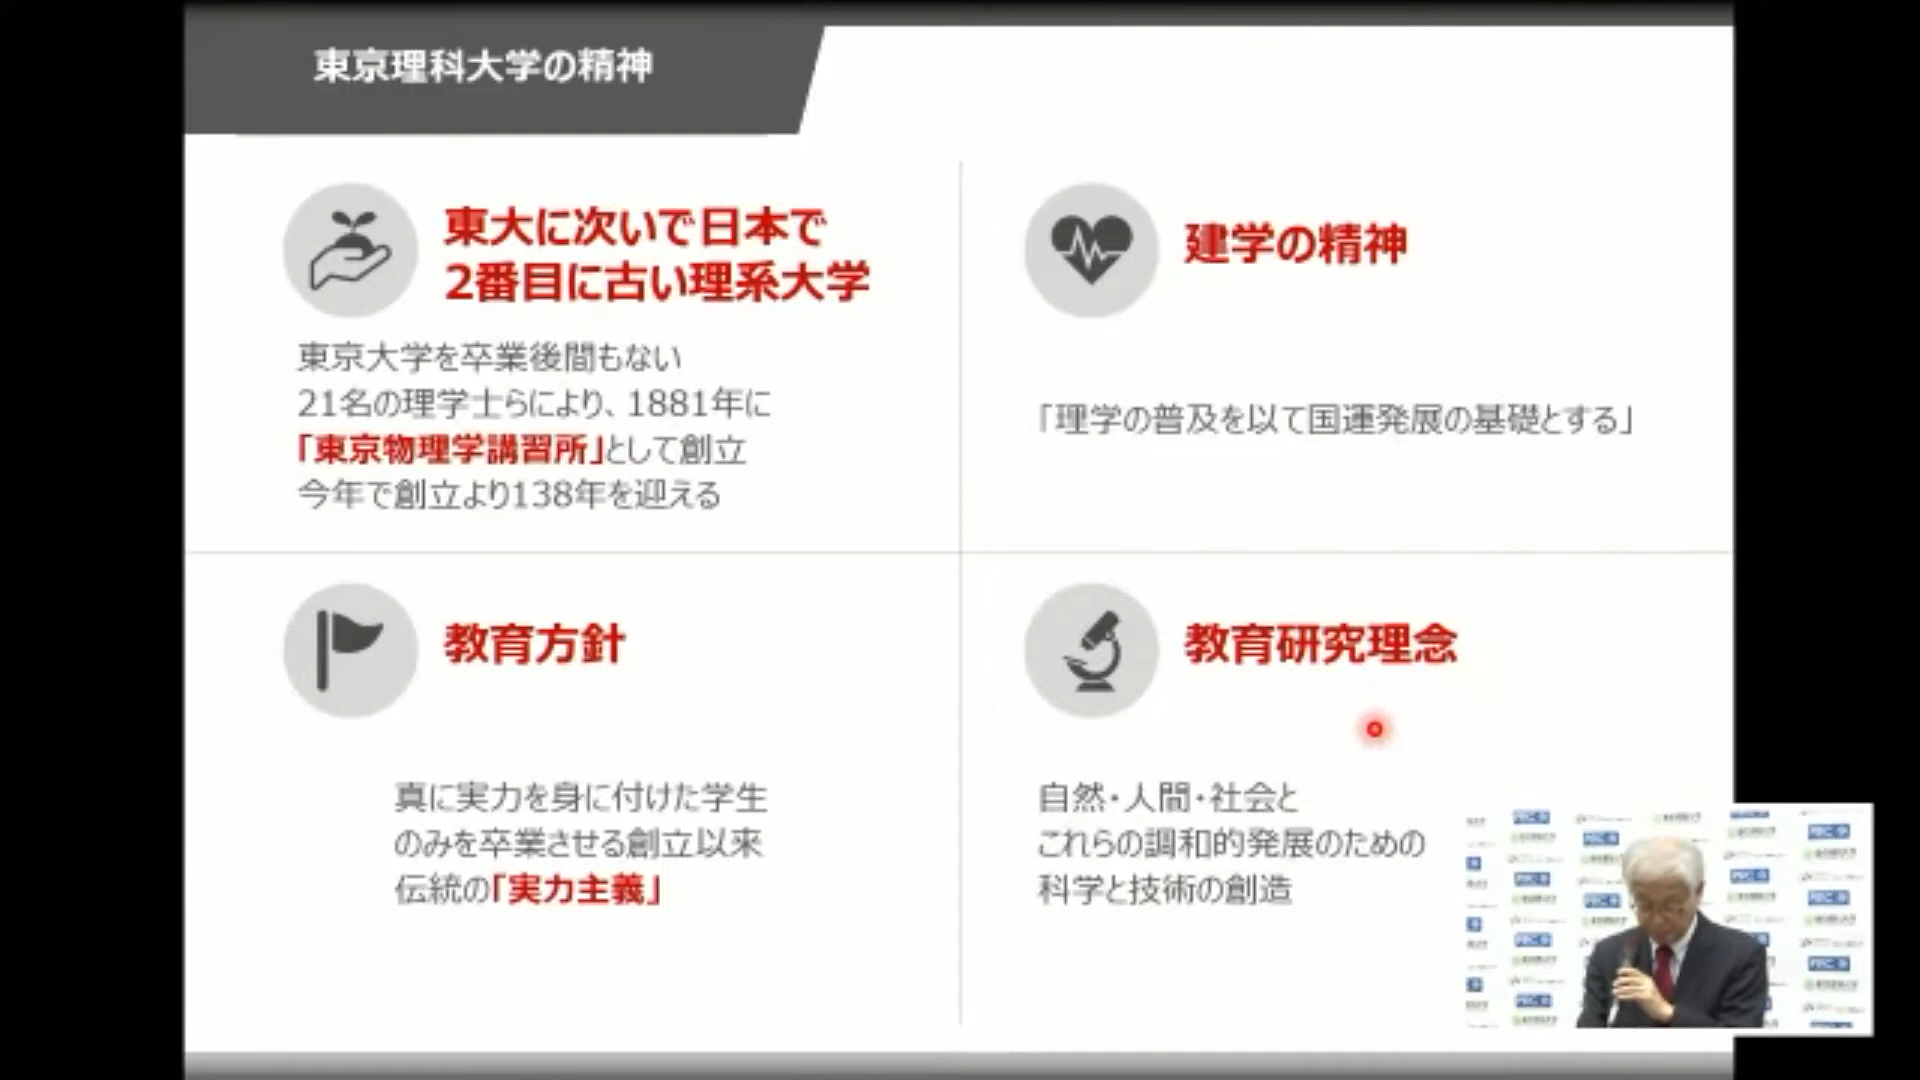 東京理科大学の精神
東大に次いで日本で
2番目に古い理系大学
東京大学を卒業後間もない
21名の理学士らにより、1881年に
「東京物理学講習所」として創立
今年で創立より138年を迎える
建学の精神
「理学の普及を以て国運発展の基礎とする」
教育方針
真に実力を身に付けた学生
のみを卒業させる創立以来
伝統の「実力主義」
教育研究理念
自然・人間・社会と
これらの調和的発展のための
科学と技術の創造